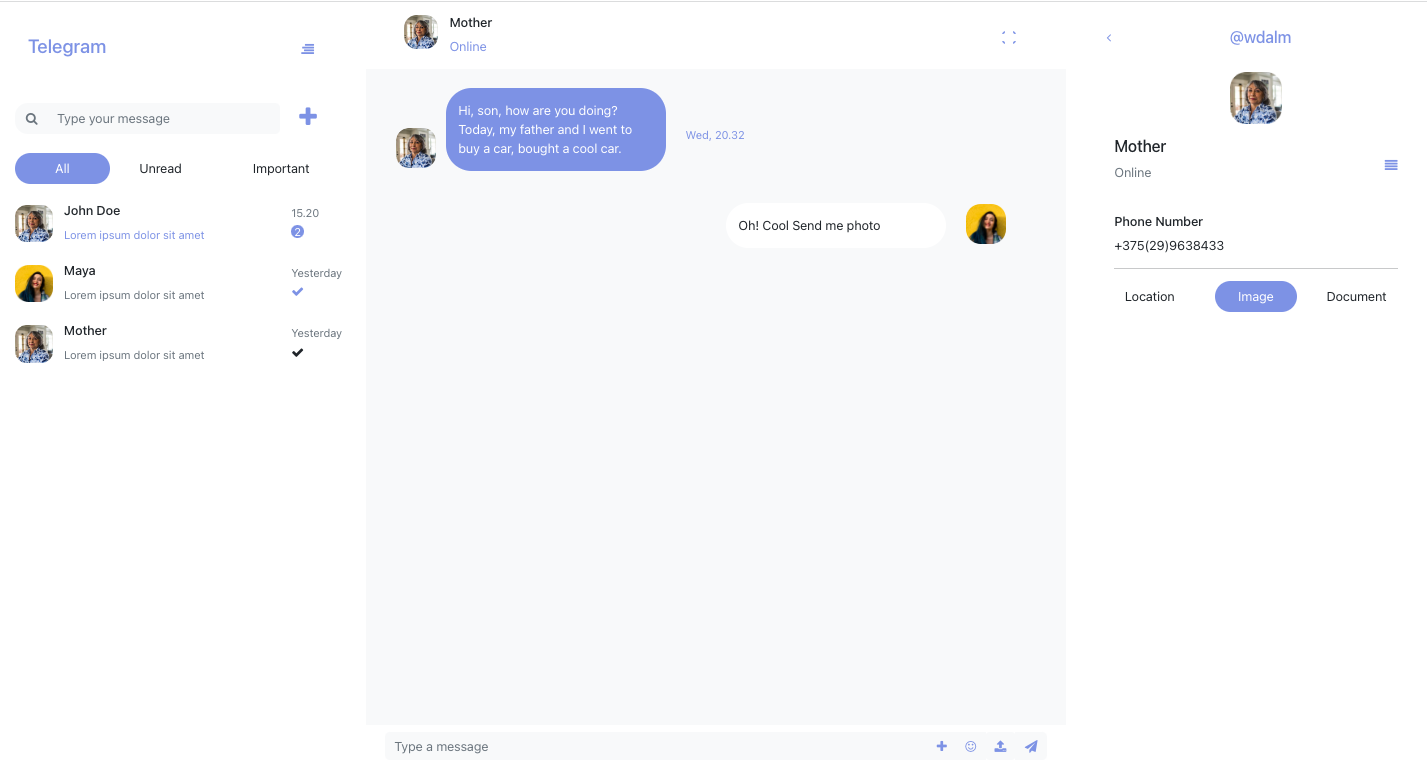 Telegram
Type your message
All
Unread
Important
John Doe
15.20
Lorem ipsum dolor sit amet
2
Maya
Yesterday
Lorem ipsum dolor sit amet
Mother
Yesterday
Lorem ipsum dolor sit amet
Mother
Online
Hi, son, how are you doing?
Today, my father and I went to
buy a car, bought a cool car.
Wed, 20.32
Oh! Cool Send me photo
Type a message
@wdalm
Mother
Online
Phone Number
+375(29)9638433
Location
Image
Document